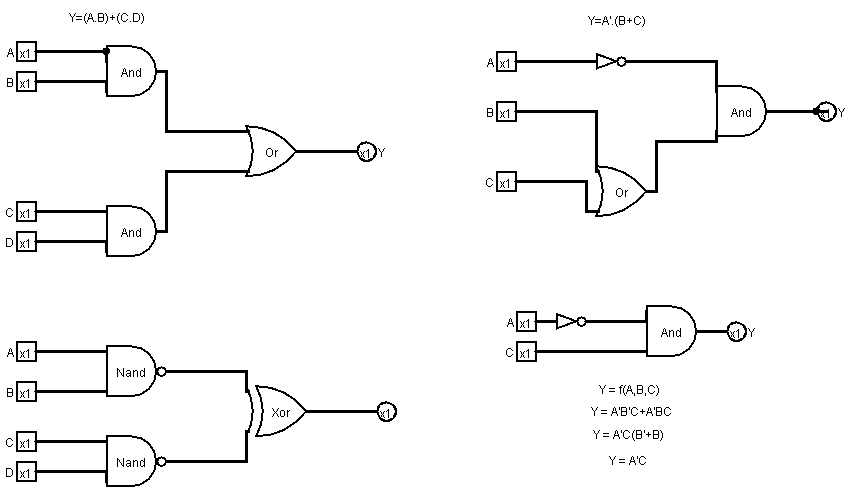 Y=(A.B)+(C.D)
A x1
And
B x1
Or
x1 Y
C x1
And
D x1
Y=A'.(B+C)
A x1
B x1
And
x1 Y
C x1
Or
A x1
Nand
B x1
Xor
x1
C x1
Nand
D x1
A x1
And
x1 Y
C x1
Y = f(A,B,C)
Y = A'B'C+A'BC
Y = A'C(B'+B)
Y = A'C